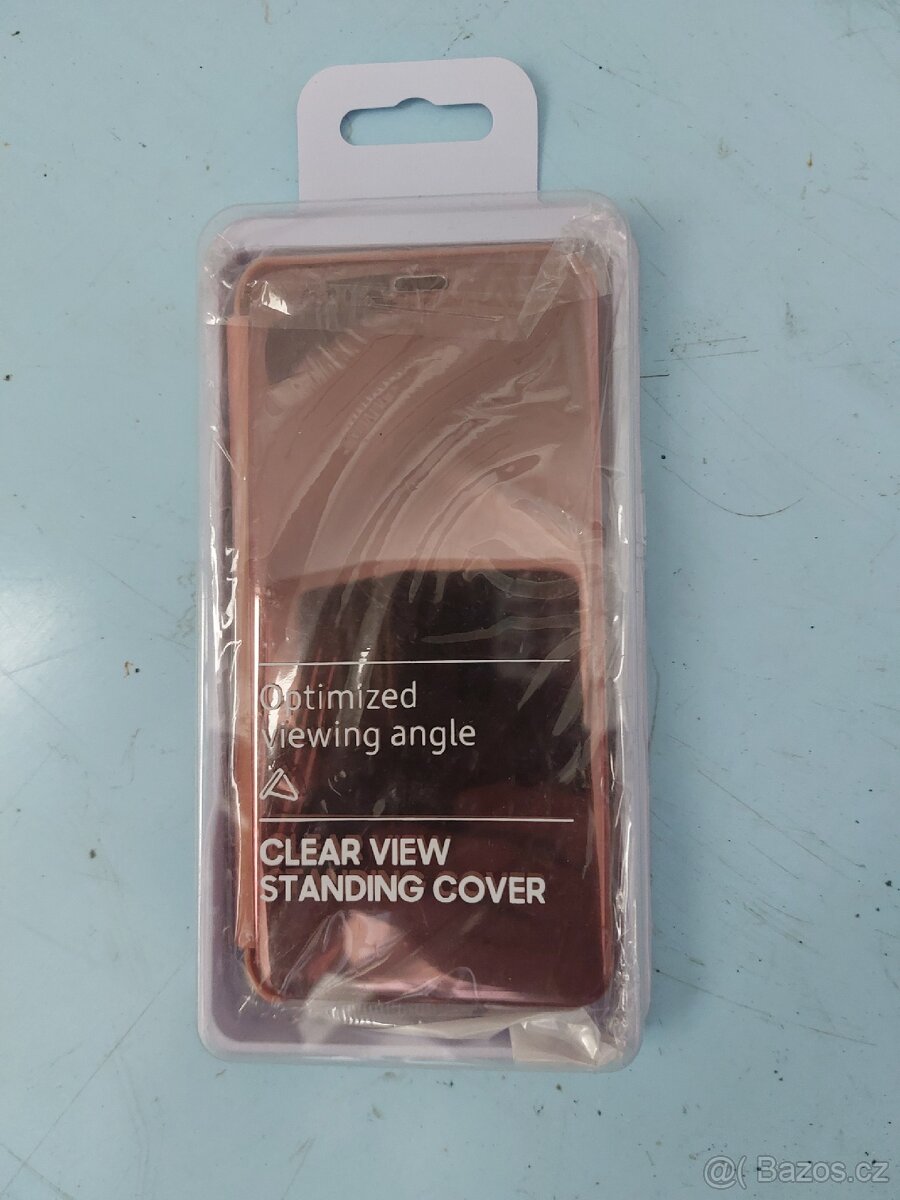 Optimized
viewing angle
CLEAR VIEW
STANDING COVER
@( Bazos.cz